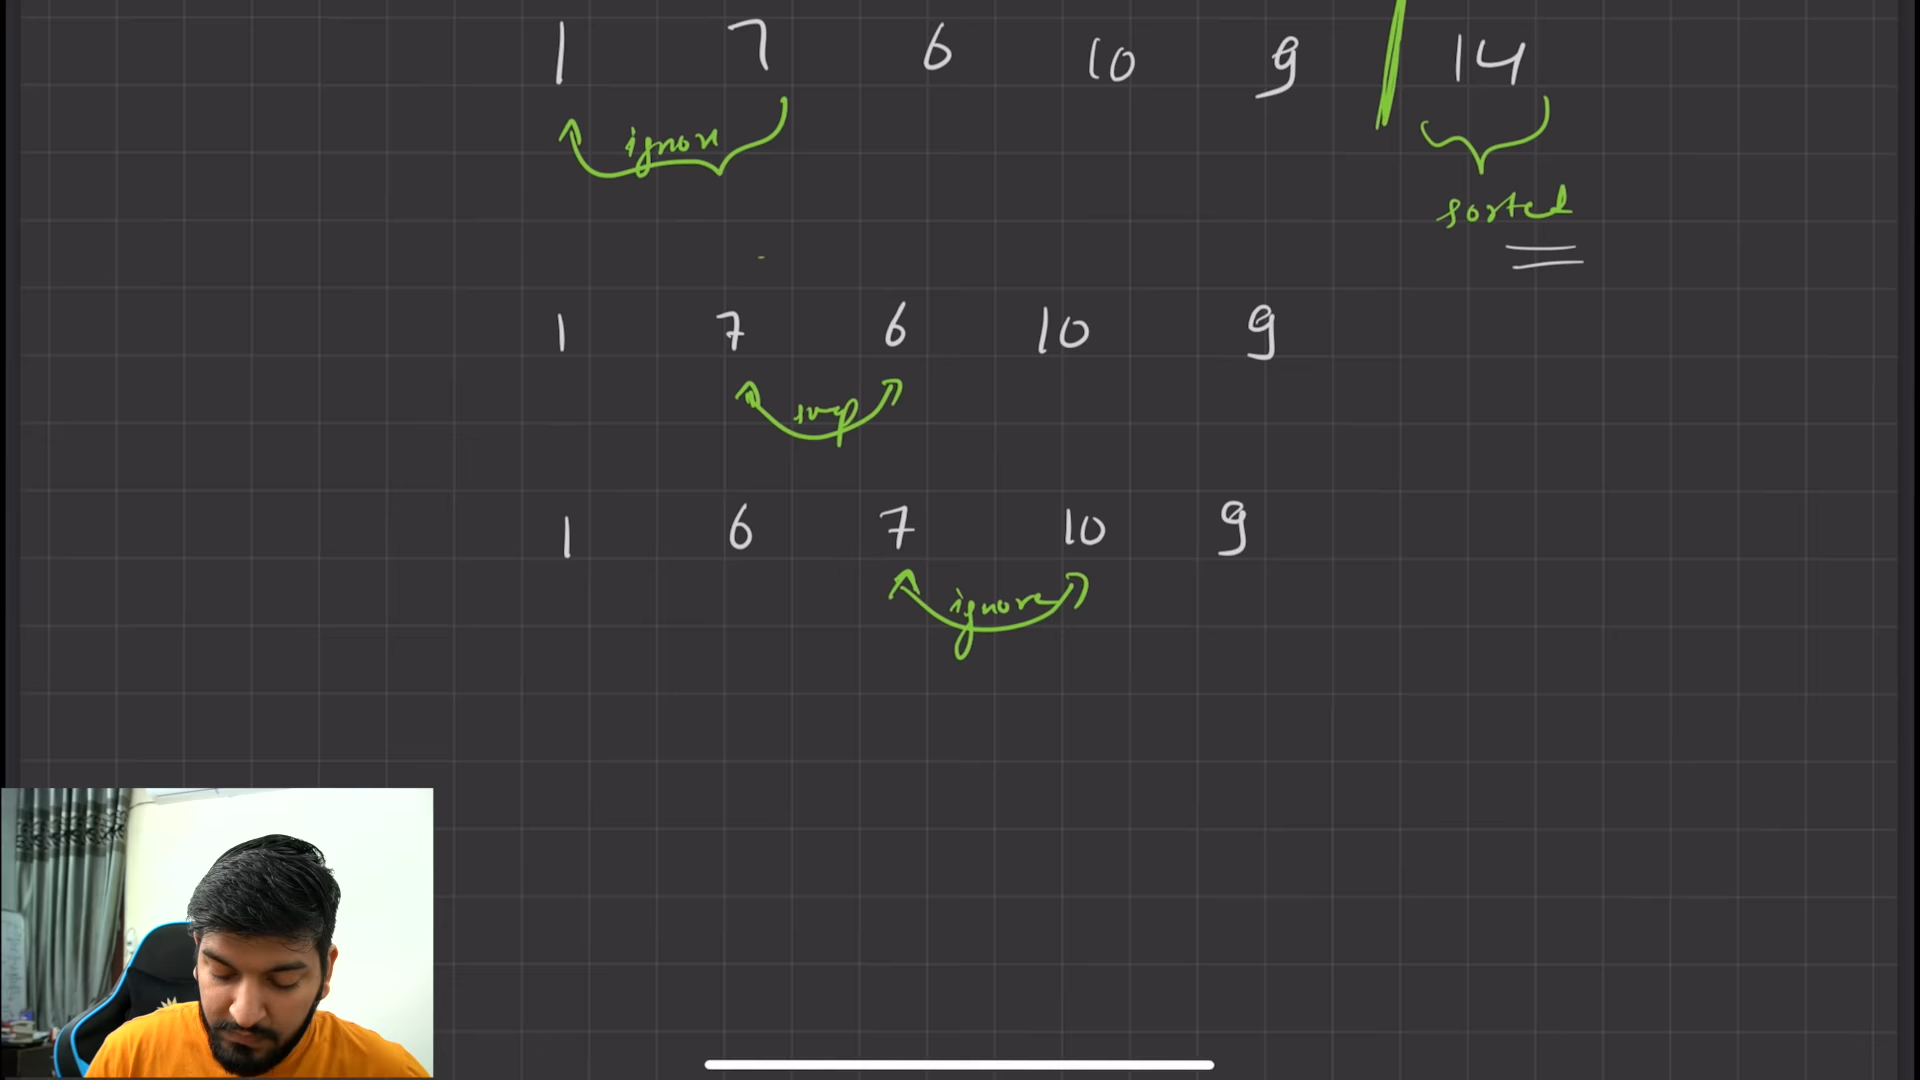 1 7 6 10 9 14
ignore
sorted
1 7 6 10 9
swap
1 6 7 10 9
ignore